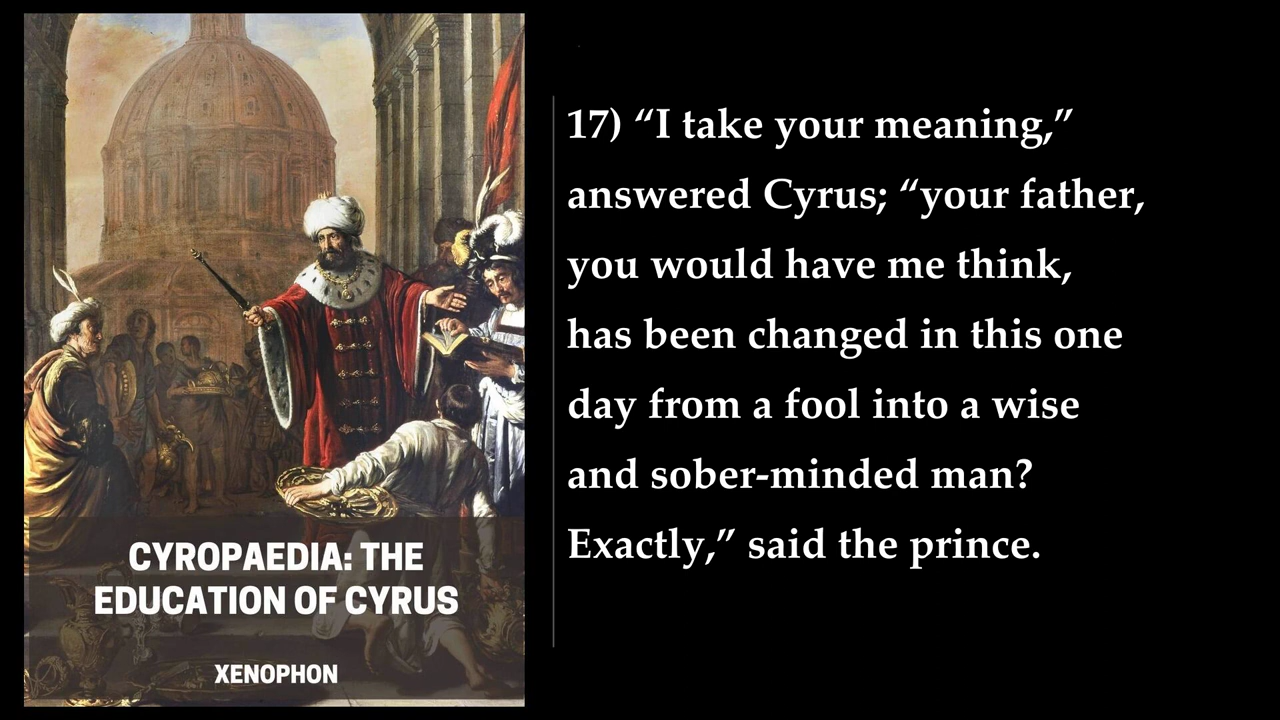 CYROPAEDIA: THE
EDUCATION OF CYRUS
XENOPHON
17) “I take your meaning,”
answered Cyrus; “your father,
you would have me think,
has been changed in this one
day from a fool into a wise
and sober-minded man?
Exactly,” said the prince.